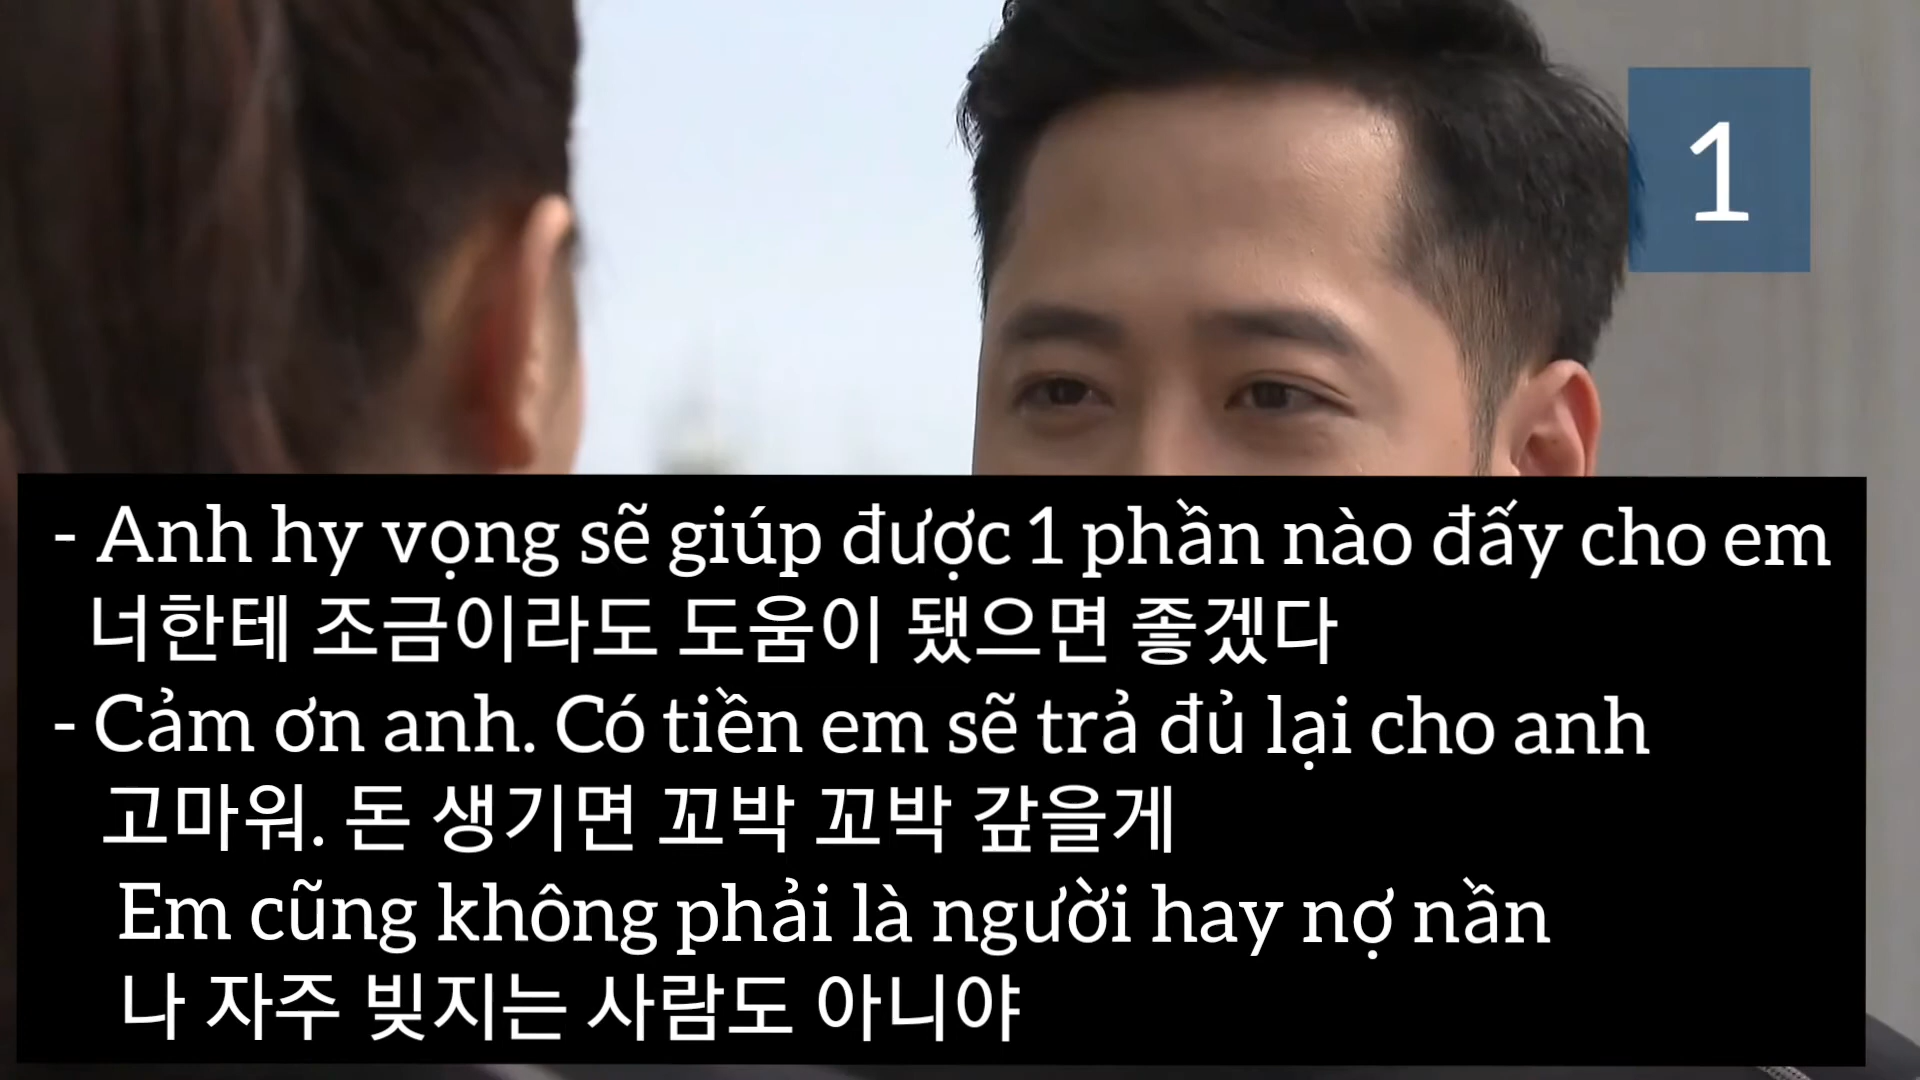 1
- Anh hy vọng sẽ giúp được 1 phần nào đấy cho em
너한테 조금이라도 도움이 됐으면 좋겠다
- Cảm ơn anh. Có tiền em sẽ trả đủ lại cho anh
고마워. 돈 생기면 꼬박 꼬박 갚을게
Em cũng không phải là người hay nợ nần
나 자주 빚지는 사람도 아니야